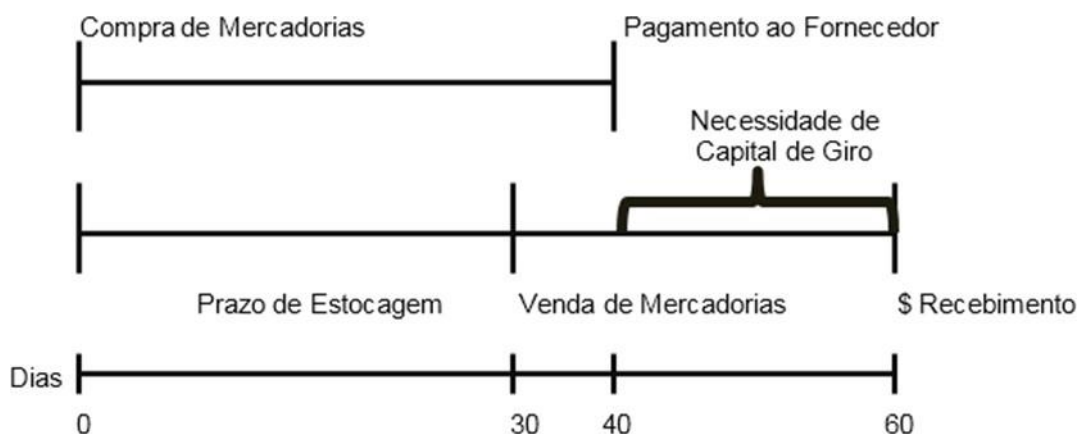 Compra de Mercadorias
Pagamento ao Fornecedor
Necessidade de
Capital de Giro
Prazo de Estocagem
Venda de Mercadorias
$ Recebimento
Dias
0
30
40
60